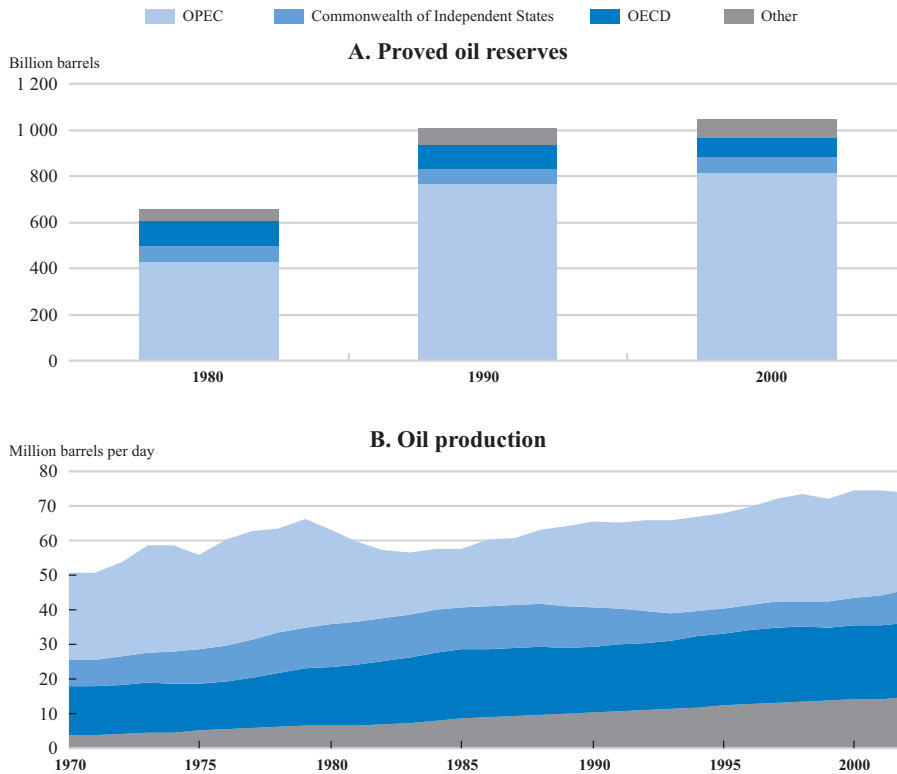 OPEC Commonwealth of Independent States OECD Other
A. Proved oil reserves
Billion barrels
1 200
1 000
800
600
400
200
0
1980 1990 2000
B. Oil production
Million barrels per day
80
70
60
50
40
30
20
10
0
1970 1975 1980 1985 1990 1995 2000